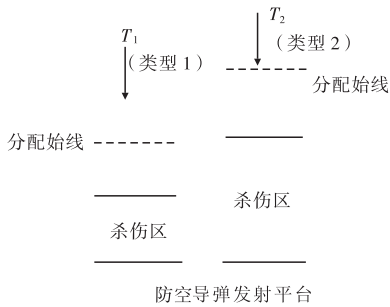 T₁
（类型 1）
T₂
（类型 2）
分配始线
分配始线
杀伤区
杀伤区
防空导弹发射平台